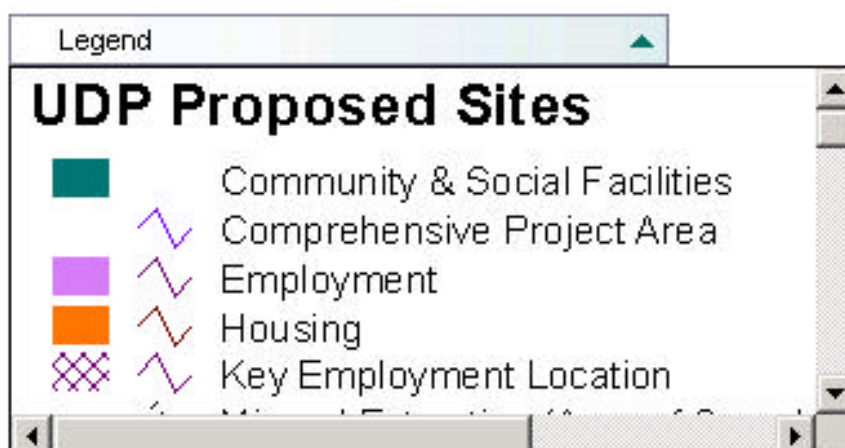 Legend
UDP Proposed Sites
Community & Social Facilities
Comprehensive Project Area
Employment
Housing
Key Employment Location